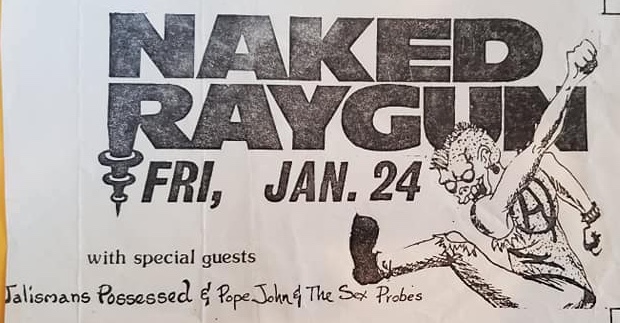 NAKED
RAYGUN
FRI, JAN. 24
with special guests
Talismans Possessed & Pope John & The Sex Probes